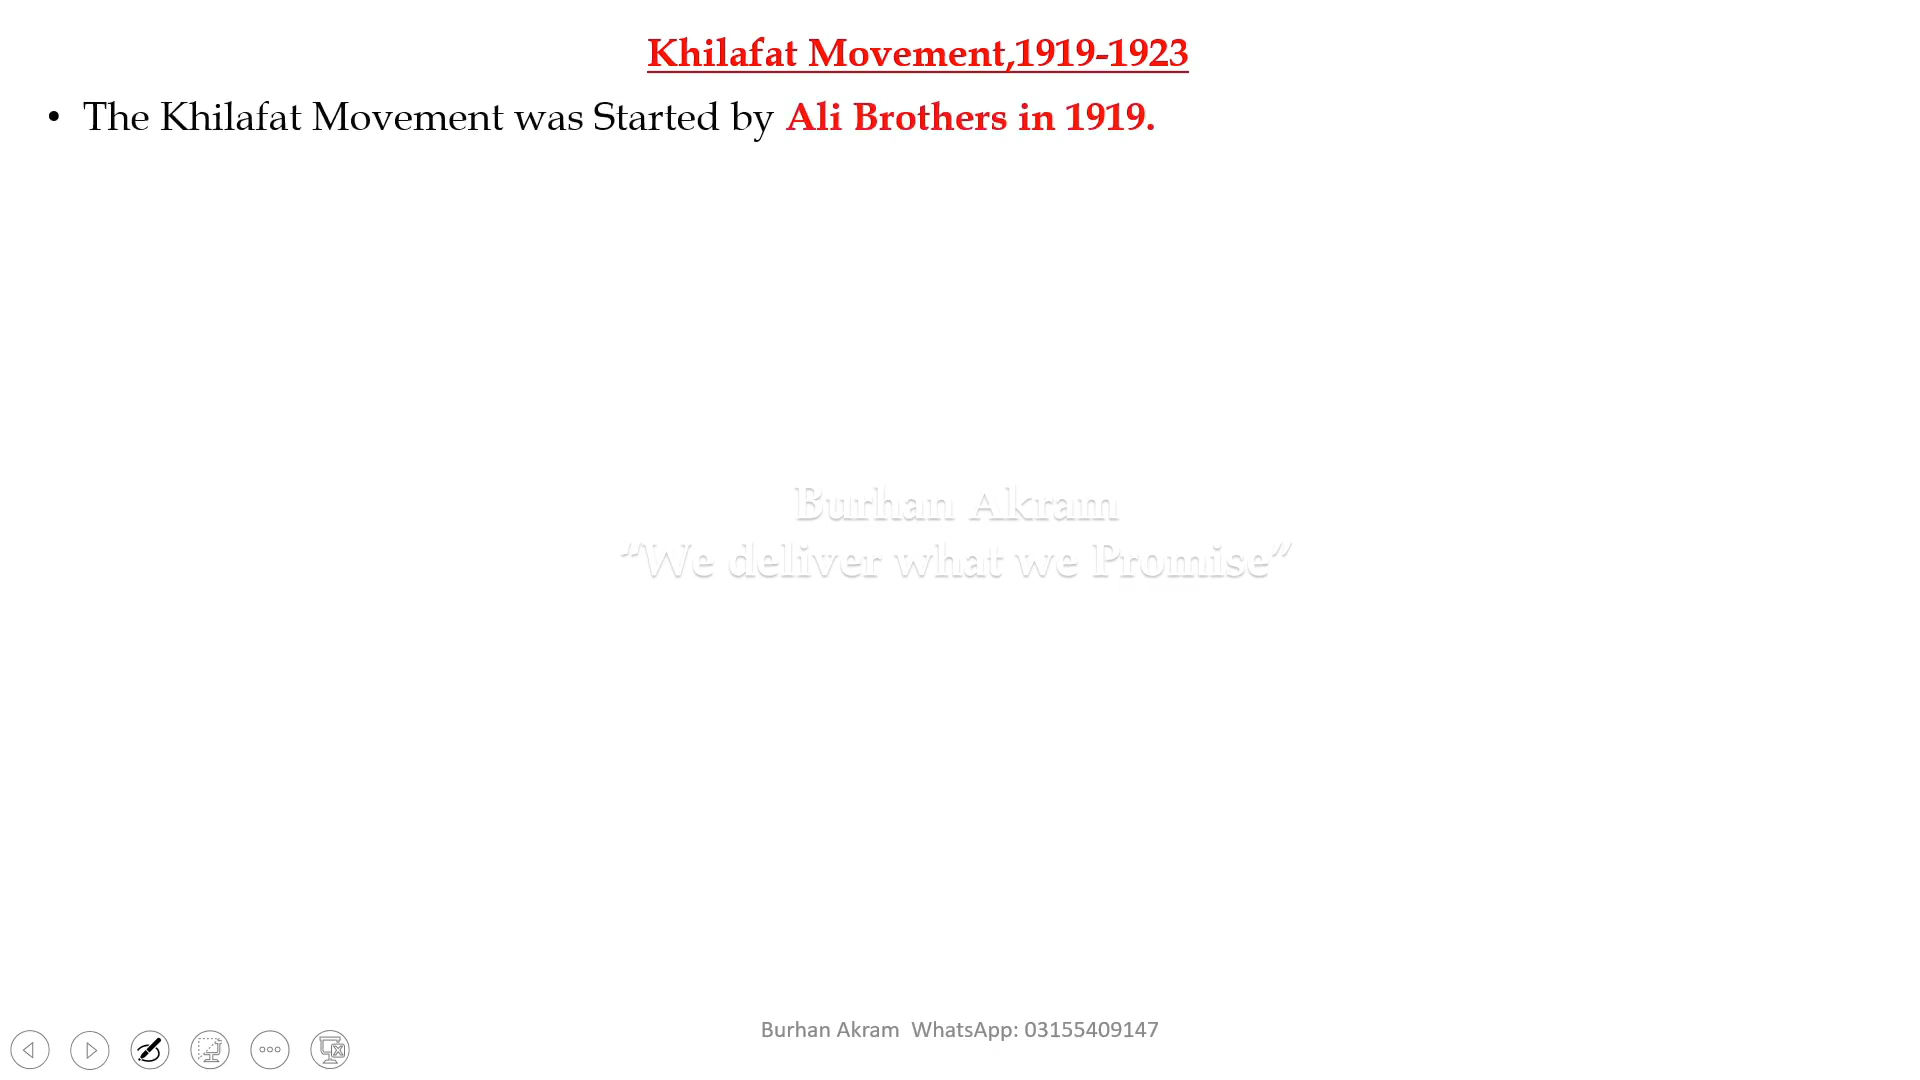 Khilafat Movement,1919-1923
• The Khilafat Movement was Started by Ali Brothers in 1919.
Burhan Akram
“We deliver what we Promise”
Burhan Akram WhatsApp: 03155409147